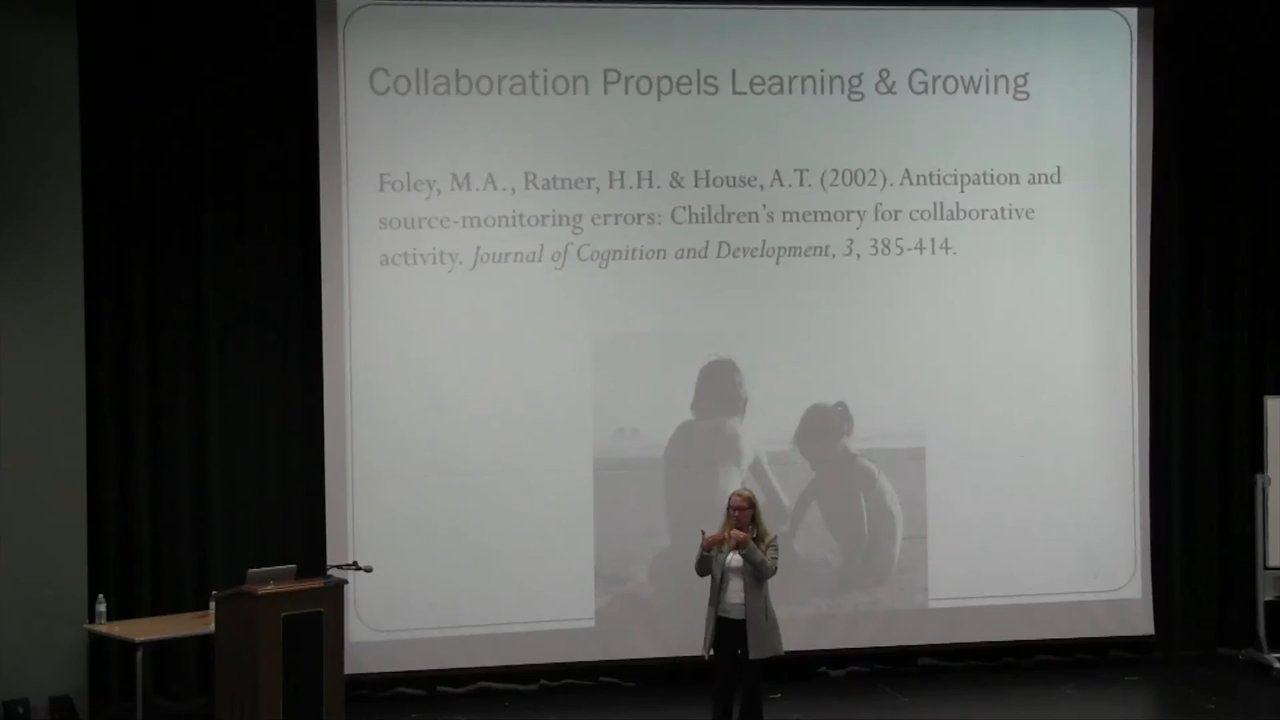 Collaboration Propels Learning & Growing
Foley, M.A., Ratner, H.H. & House, A.T. (2002). Anticipation and
source-monitoring errors: Children's memory for collaborative
activity. Journal of Cognition and Development, 3, 385-414.